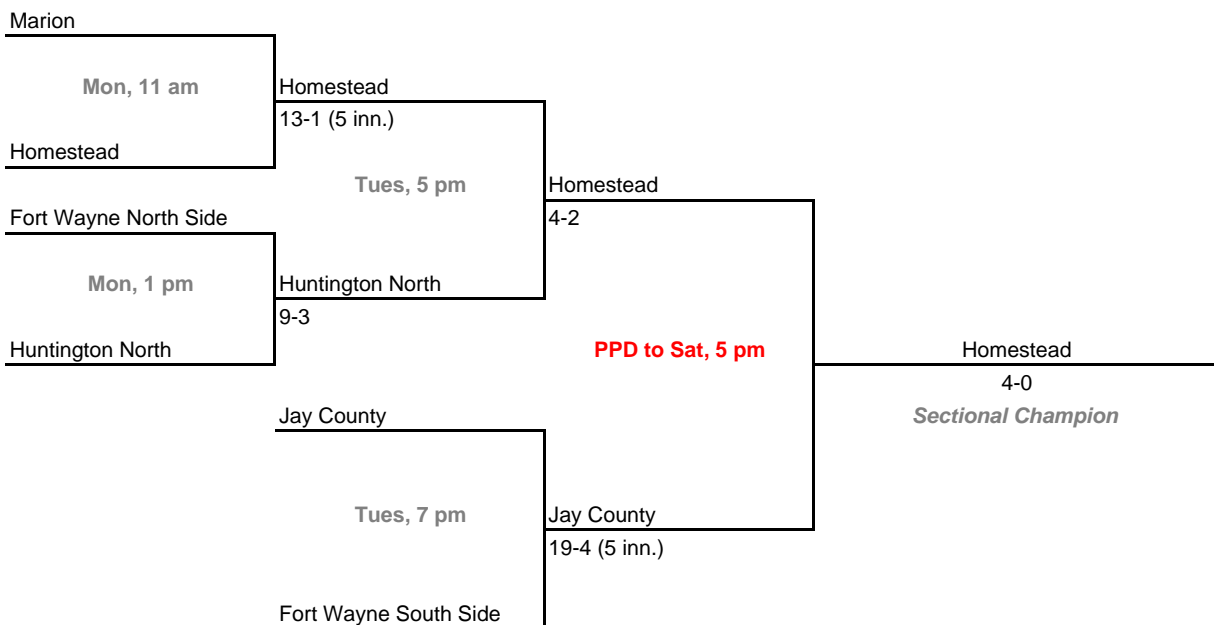 Marion
Mon, 11 am
Homestead
13-1 (5 inn.)
Homestead
Tues, 5 pm
Homestead
4-2
Fort Wayne North Side
Mon, 1 pm
Huntington North
9-3
Huntington North
PPD to Sat, 5 pm
Homestead
4-0
Sectional Champion
Jay County
Tues, 7 pm
Jay County
19-4 (5 inn.)
Fort Wayne South Side